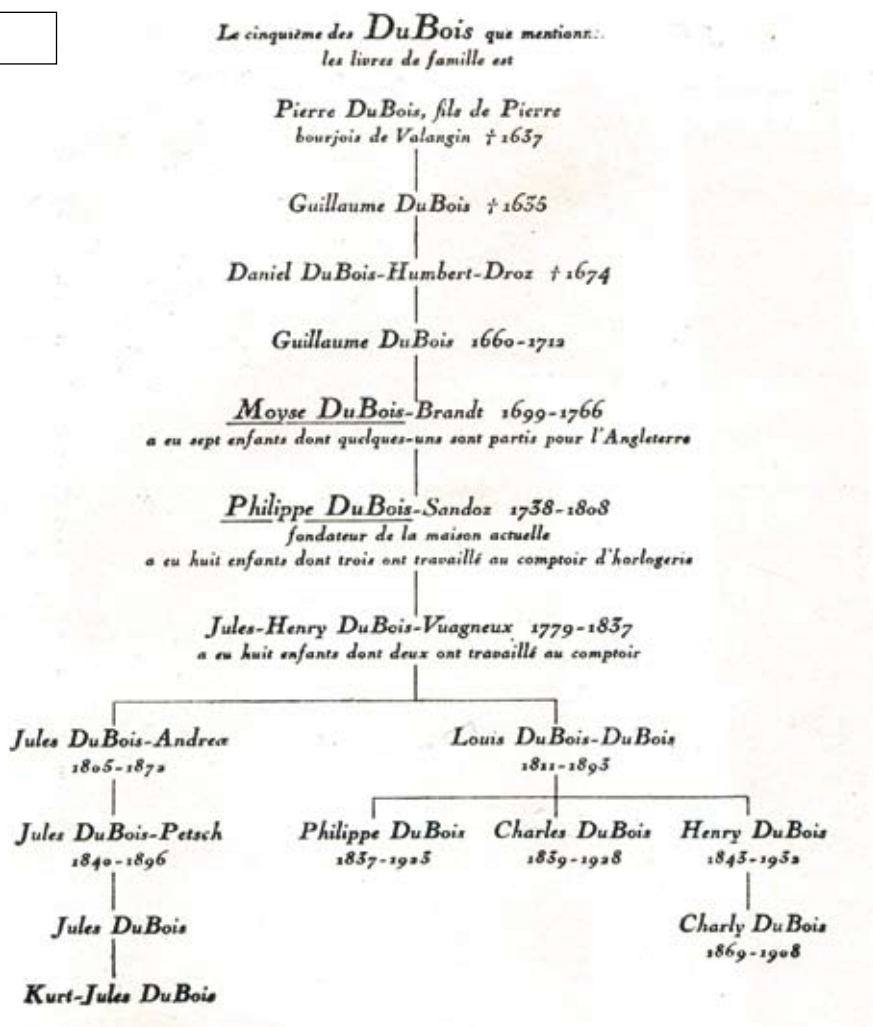 Le cinquième des DuBois que mentionn
les livres de famille est
Pierre DuBois, fils de Pierre
bourjois de Valangin † 1637
Guillaume DuBois † 1635
Daniel DuBois-Humbert-Droz † 1674
Guillaume DuBois 1660-1712
Moyse DuBois-Brandt 1699-1766
a eu sept enfants dont quelques-uns sont partis pour l'Angleterre
Philippe DuBois-Sandoz 1738-1808
fondateur de la maison actuelle
a eu huit enfants dont trois ont travaillé au comptoir d'horlogerie
Jules-Henry DuBois-Vuagneux 1779-1837
a eu huit enfants dont deux ont travaillé au comptoir
Jules DuBois-Andreæ Louis DuBois-DuBois
1805-1872 1811-1893
Jules DuBois-Petsch Philippe DuBois Charles DuBois Henry DuBois
1840-1896 1837-1923 1839-1928 1843-1932
Jules DuBois Charly DuBois
1869-1908
Kurt-Jules DuBois